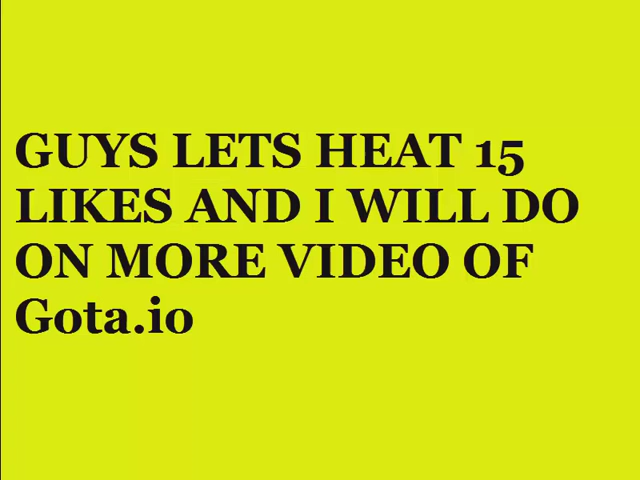 GUYS LETS HEAT 15
LIKES AND I WILL DO
ON MORE VIDEO OF
Gota.io